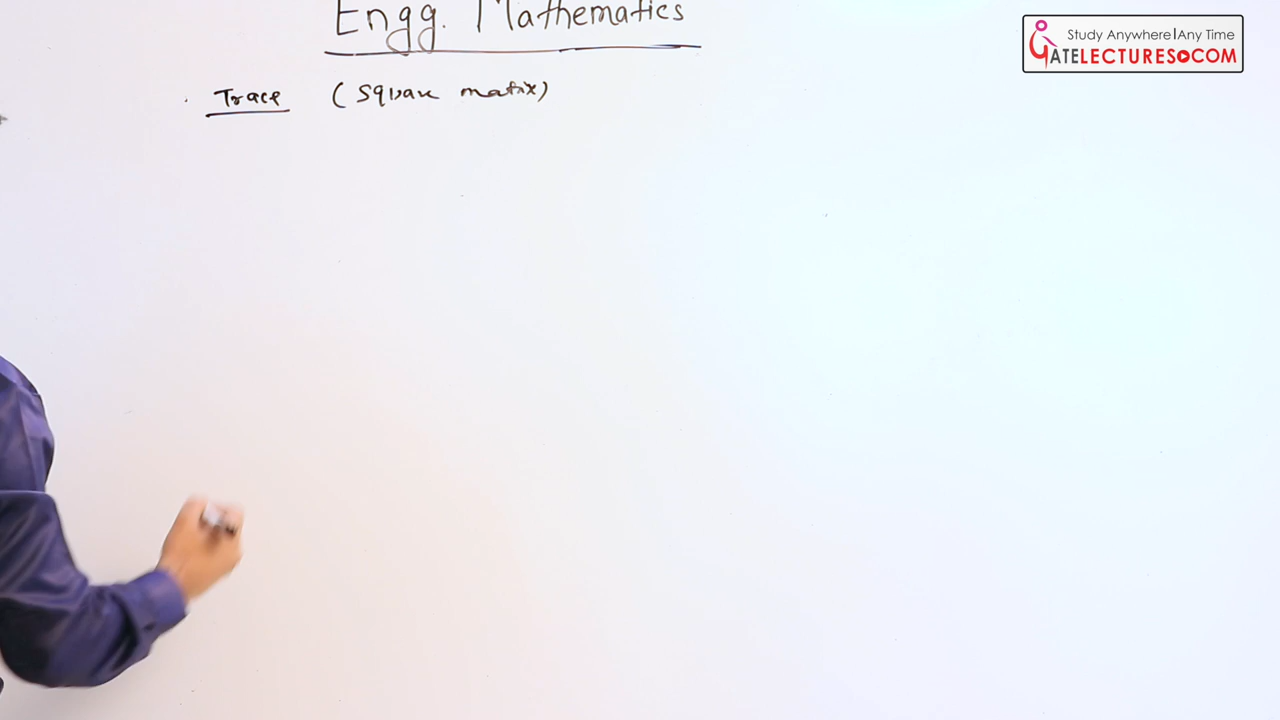 Engg. Mathematics
Study Anywhere|Any Time
GATELECTURES.COM
Trace (Square matrix)